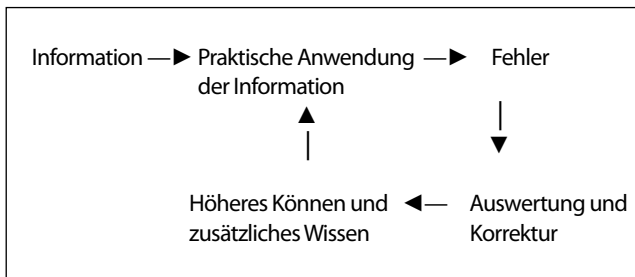 Information
Praktische Anwendung
der Information
Fehler
Höheres Können und
zusätzliches Wissen
Auswertung und
Korrektur